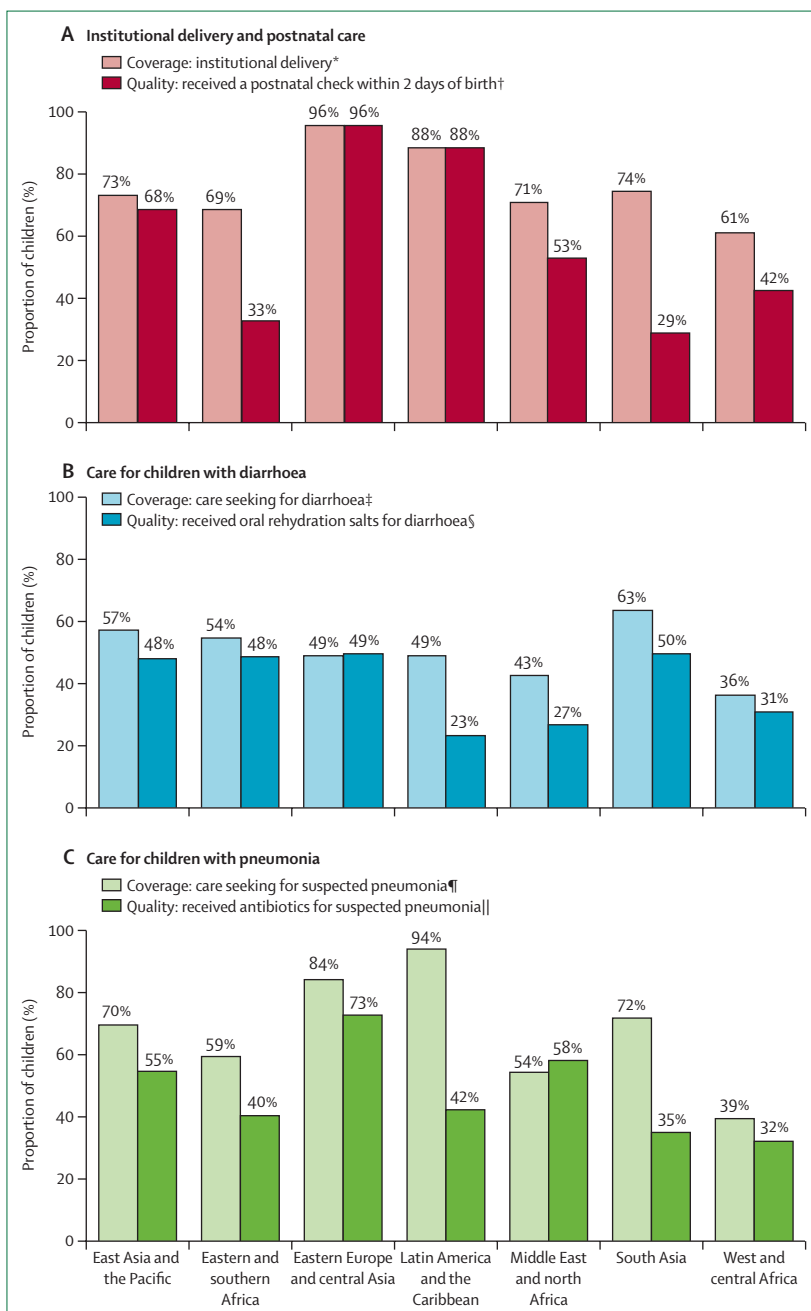 A Institutional delivery and postnatal care
Coverage: institutional delivery*
Quality: received a postnatal check within 2 days of birth†
Proportion of children (%)
100
80
60
40
20
0
73%
68%
69%
33%
96%
96%
88%
88%
71%
53%
74%
29%
61%
42%
B Care for children with diarrhoea
Coverage: care seeking for diarrhoea‡
Quality: received oral rehydration salts for diarrhoea§
Proportion of children (%)
100
80
60
40
20
0
57%
48%
54%
48%
49%
49%
49%
23%
43%
27%
63%
50%
36%
31%
C Care for children with pneumonia
Coverage: care seeking for suspected pneumonia¶
Quality: received antibiotics for suspected pneumonia||
Proportion of children (%)
100
80
60
40
20
0
70%
55%
59%
40%
84%
73%
94%
42%
54%
58%
72%
35%
39%
32%
East Asia and
the Pacific
Eastern and
southern
Africa
Eastern Europe
and central Asia
Latin America
and the
Caribbean
Middle East
and north
Africa
South Asia
West and
central Africa